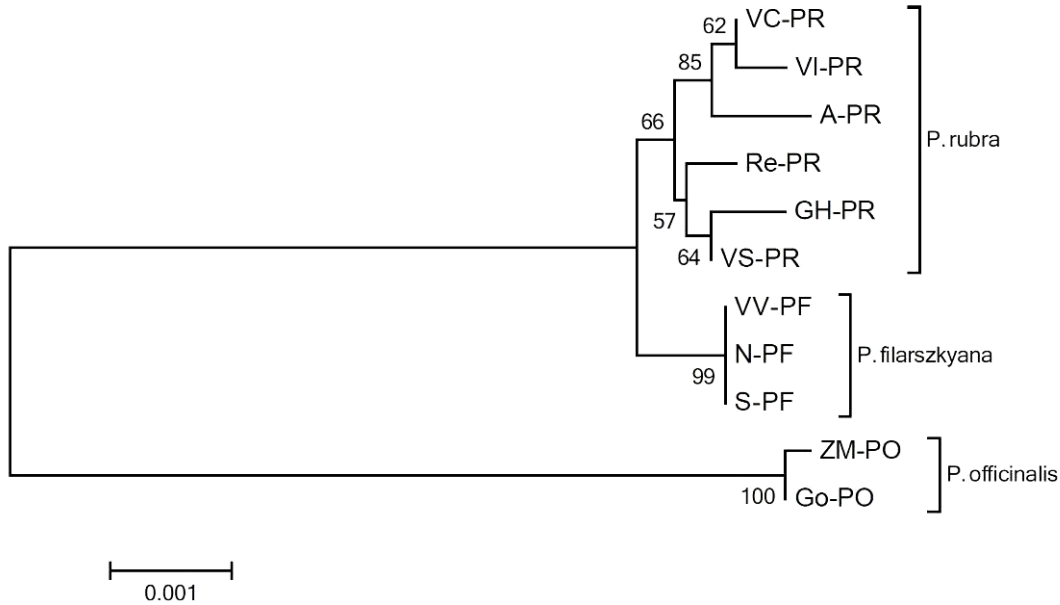 VC-PR
62
VI-PR
85
A-PR
66
P. rubra
Re-PR
GH-PR
57
64
VS-PR
VV-PF
N-PF
P. filarszkyana
99
S-PF
ZM-PO
P. officinalis
100
Go-PO
0.001